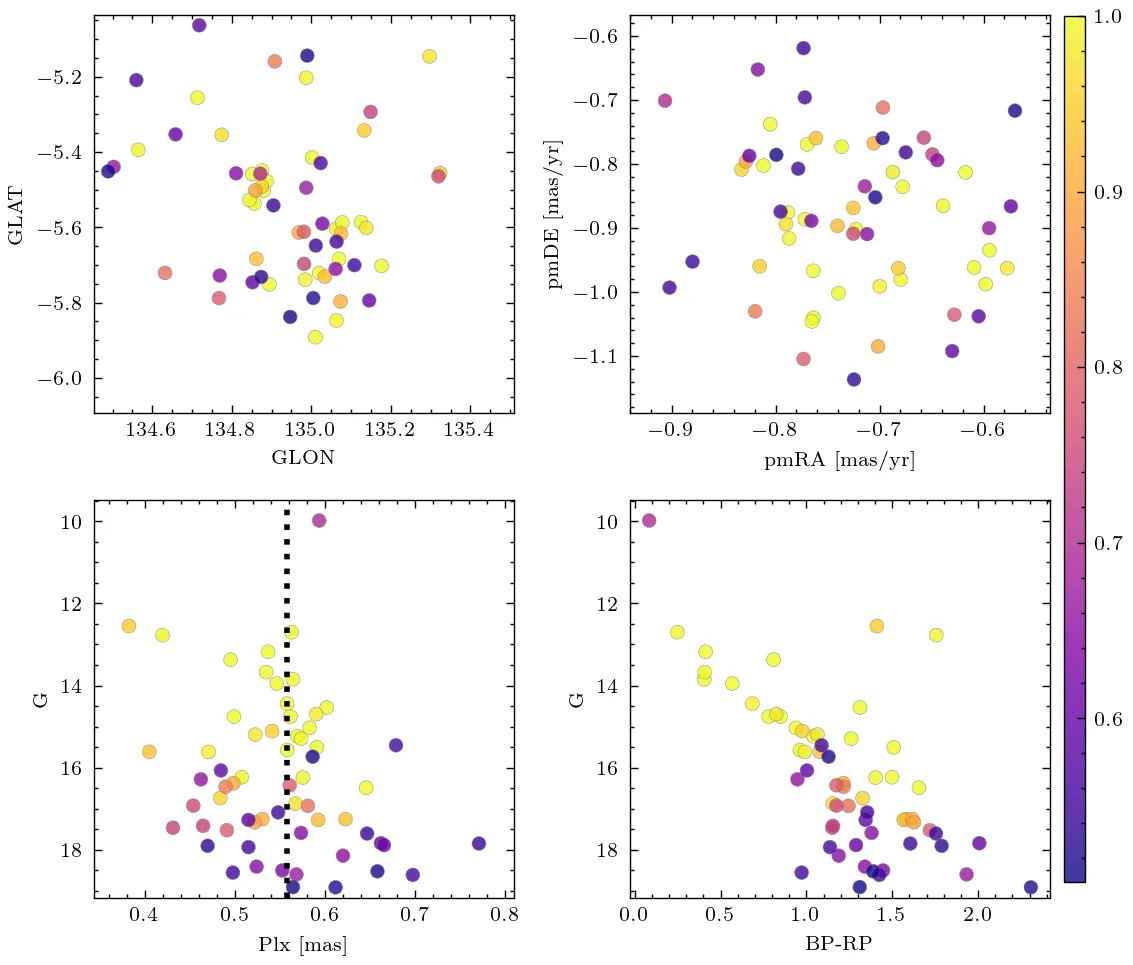 −5.2
−5.4
−5.6
−5.8
−6.0
GLAT
134.6 134.8 135.0 135.2 135.4
GLON
−0.6
−0.7
−0.8
−0.9
−1.0
−1.1
pmDE [mas/yr]
−0.9 −0.8 −0.7 −0.6
pmRA [mas/yr]
1.0
0.9
0.8
0.7
0.6
10
12
14
16
18
G
0.4 0.5 0.6 0.7 0.8
Plx [mas]
10
12
14
16
18
G
0.0 0.5 1.0 1.5 2.0
BP-RP